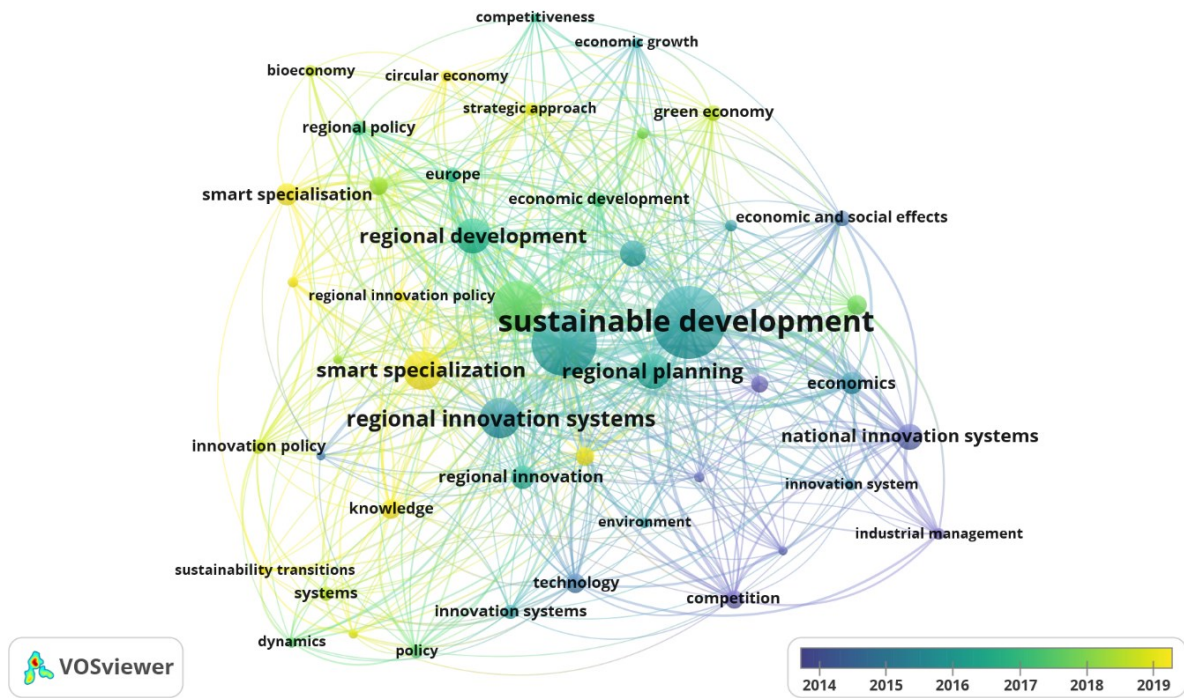 competitiveness
economic growth
bioeconomy
circular economy
strategic approach
green economy
regional policy
europe
smart specialisation
economic development
economic and social effects
regional development
regional innovation policy
sustainable development
smart specialization
regional planning
economics
regional innovation systems
national innovation systems
innovation policy
regional innovation
innovation system
knowledge
environment
industrial management
sustainability transitions
systems
technology
competition
innovation systems
dynamics
policy
VOSviewer
2014 2015 2016 2017 2018 2019